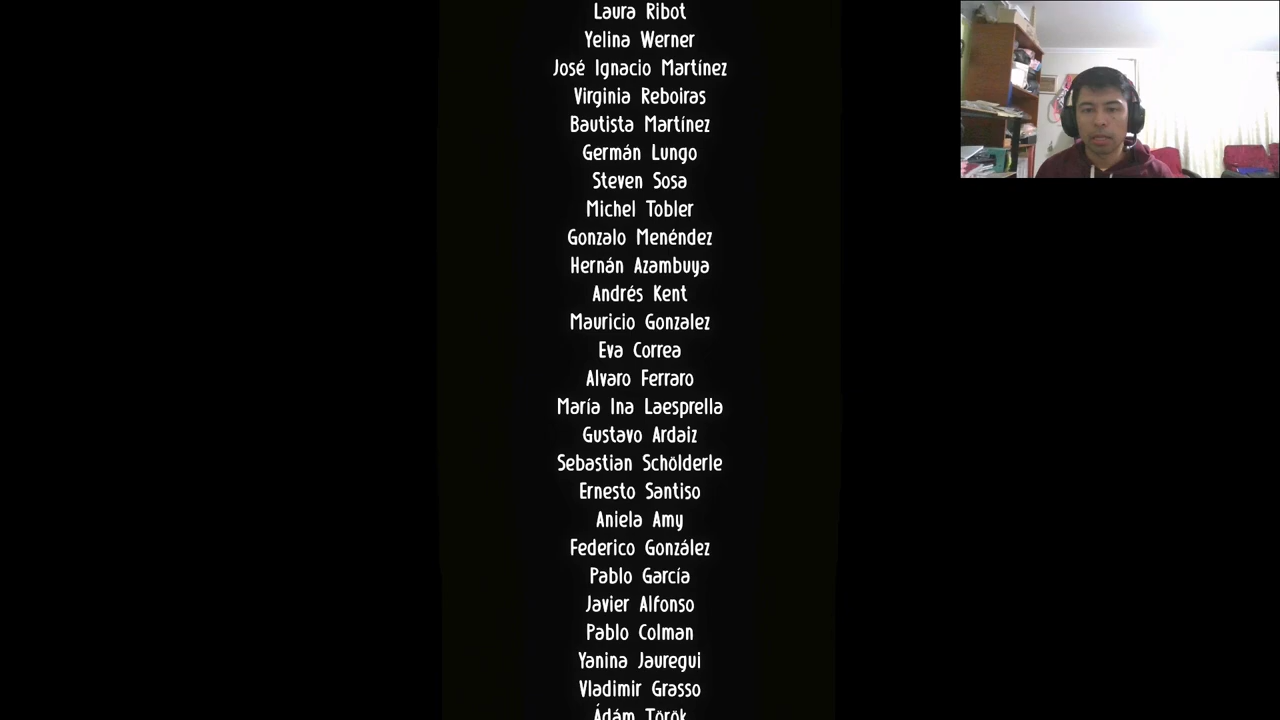 Laura Ribot
Yelina Werner
José Ignacio Martínez
Virginia Reboiras
Bautista Martínez
Germán Lungo
Steven Sosa
Michel Tobler
Gonzalo Menéndez
Hernán Azambuya
Andrés Kent
Mauricio Gonzalez
Eva Correa
Alvaro Ferraro
María Ina Laesprella
Gustavo Ardaiz
Sebastian Schölderle
Ernesto Santiso
Aniela Amy
Federico González
Pablo García
Javier Alfonso
Pablo Colman
Yanina Jauregui
Vladimir Grasso
Ádám Török